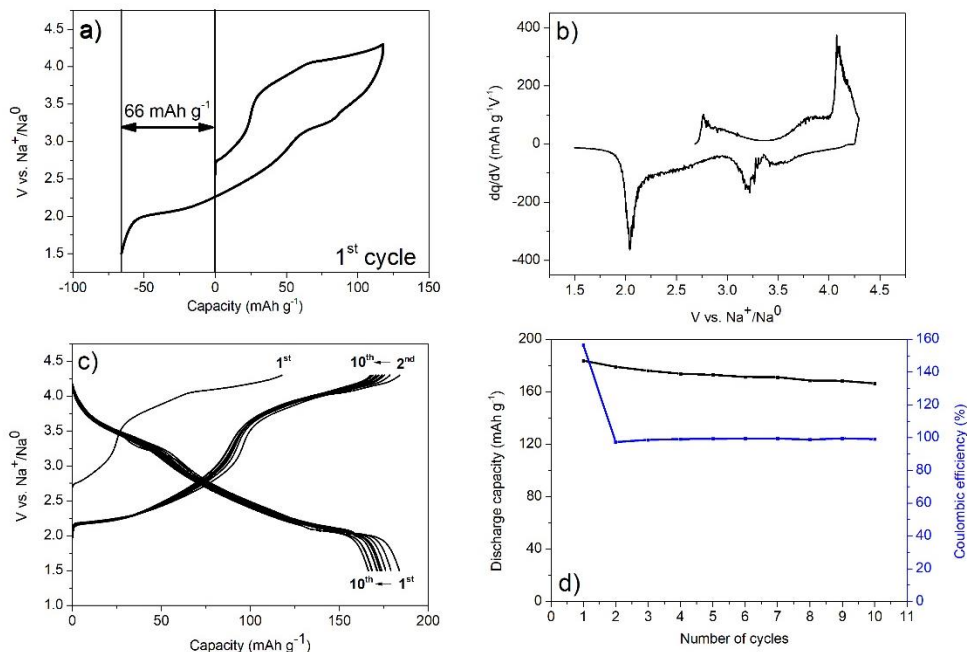 a)
66 mAh g-1
1st cycle
V vs. Na+/Na0
4.5
4.0
3.5
3.0
2.5
2.0
1.5
-100 -50 0 50 100 150
Capacity (mAh g-1)
b)
dq/dV (mAh g-1V-1)
400
200
0
-200
-400
1.5 2.0 2.5 3.0 3.5 4.0 4.5
V vs. Na+/Na0
c)
1st 10th ← 2nd
V vs. Na+/Na0
4.5
4.0
3.5
3.0
2.5
2.0
1.5
1.0
10th ← 1st
0 50 100 150 200
Capacity (mAh g-1)
Discharge capacity (mAh g-1)
200
160
120
80
40
0
Coulombic efficiency (%)
160
140
120
100
80
60
40
20
0
d)
0 1 2 3 4 5 6 7 8 9 10 11
Number of cycles